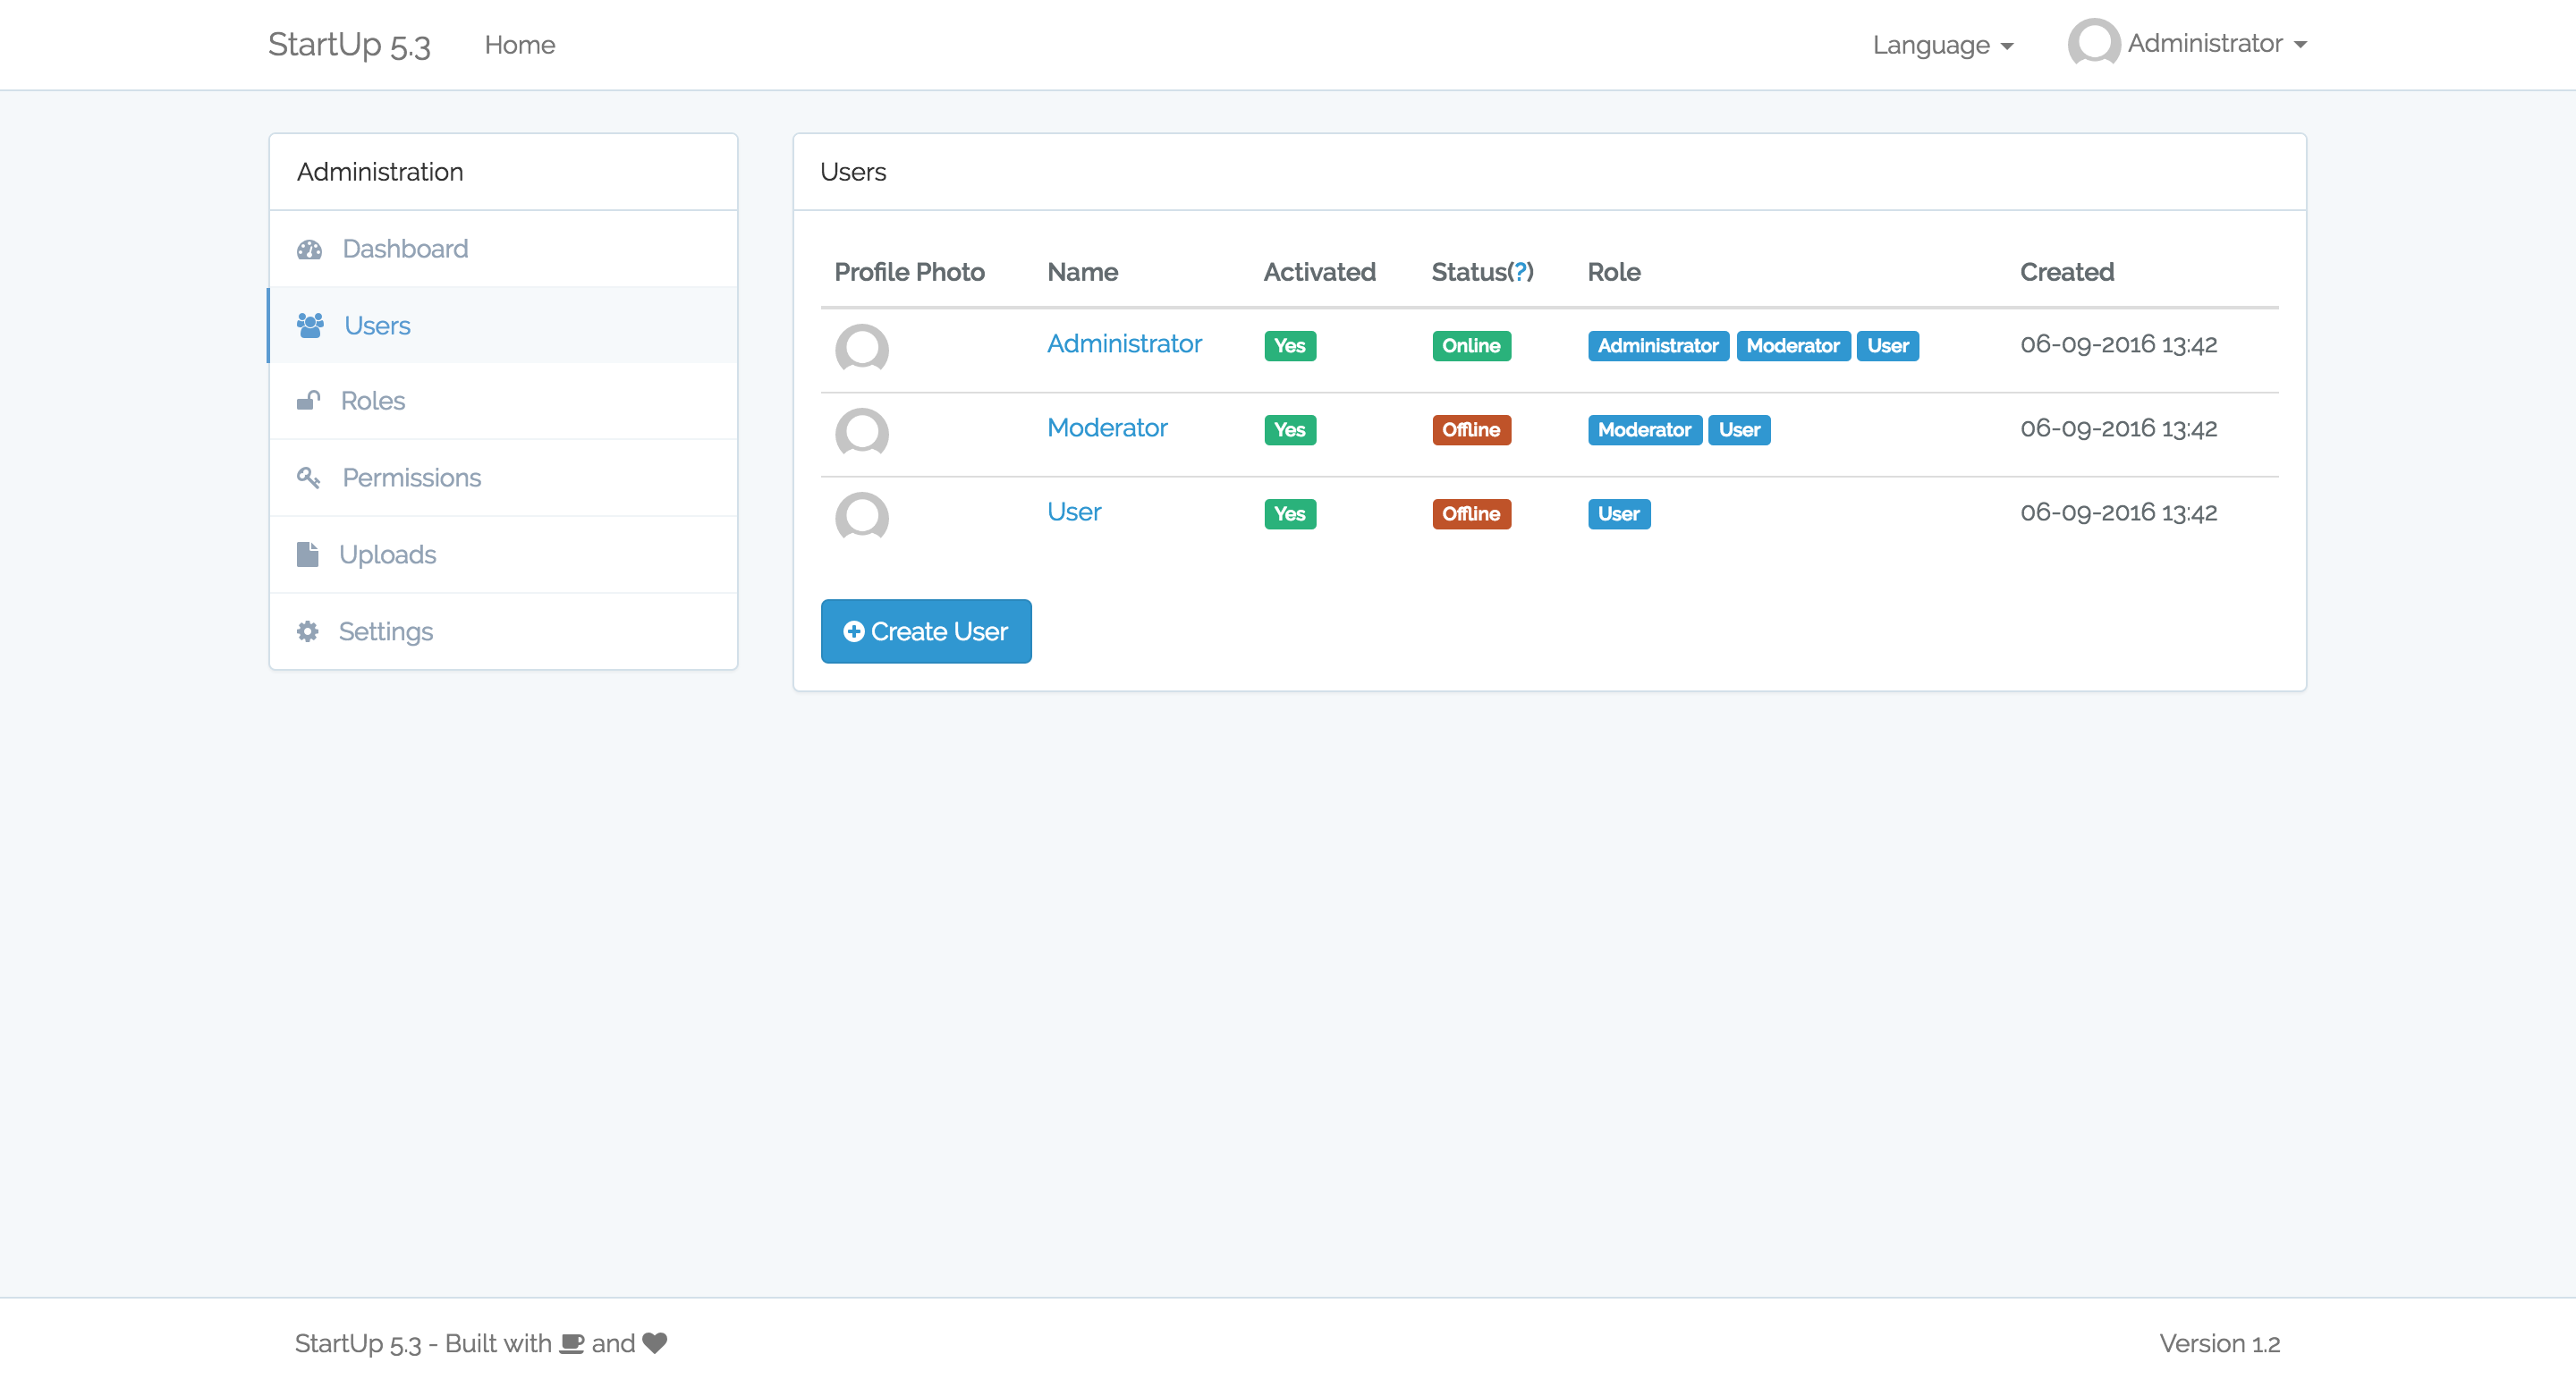 StartUp 5.3 Home Language Administrator
Administration
Dashboard
Users
Roles
Permissions
Uploads
Settings
Users
Profile Photo Name Activated Status(?) Role Created
Administrator Yes Online Administrator Moderator User 06-09-2016 13:42
Moderator Yes Offline Moderator User 06-09-2016 13:42
User Yes Offline User 06-09-2016 13:42
Create User
StartUp 5.3 - Built with and
Version 1.2